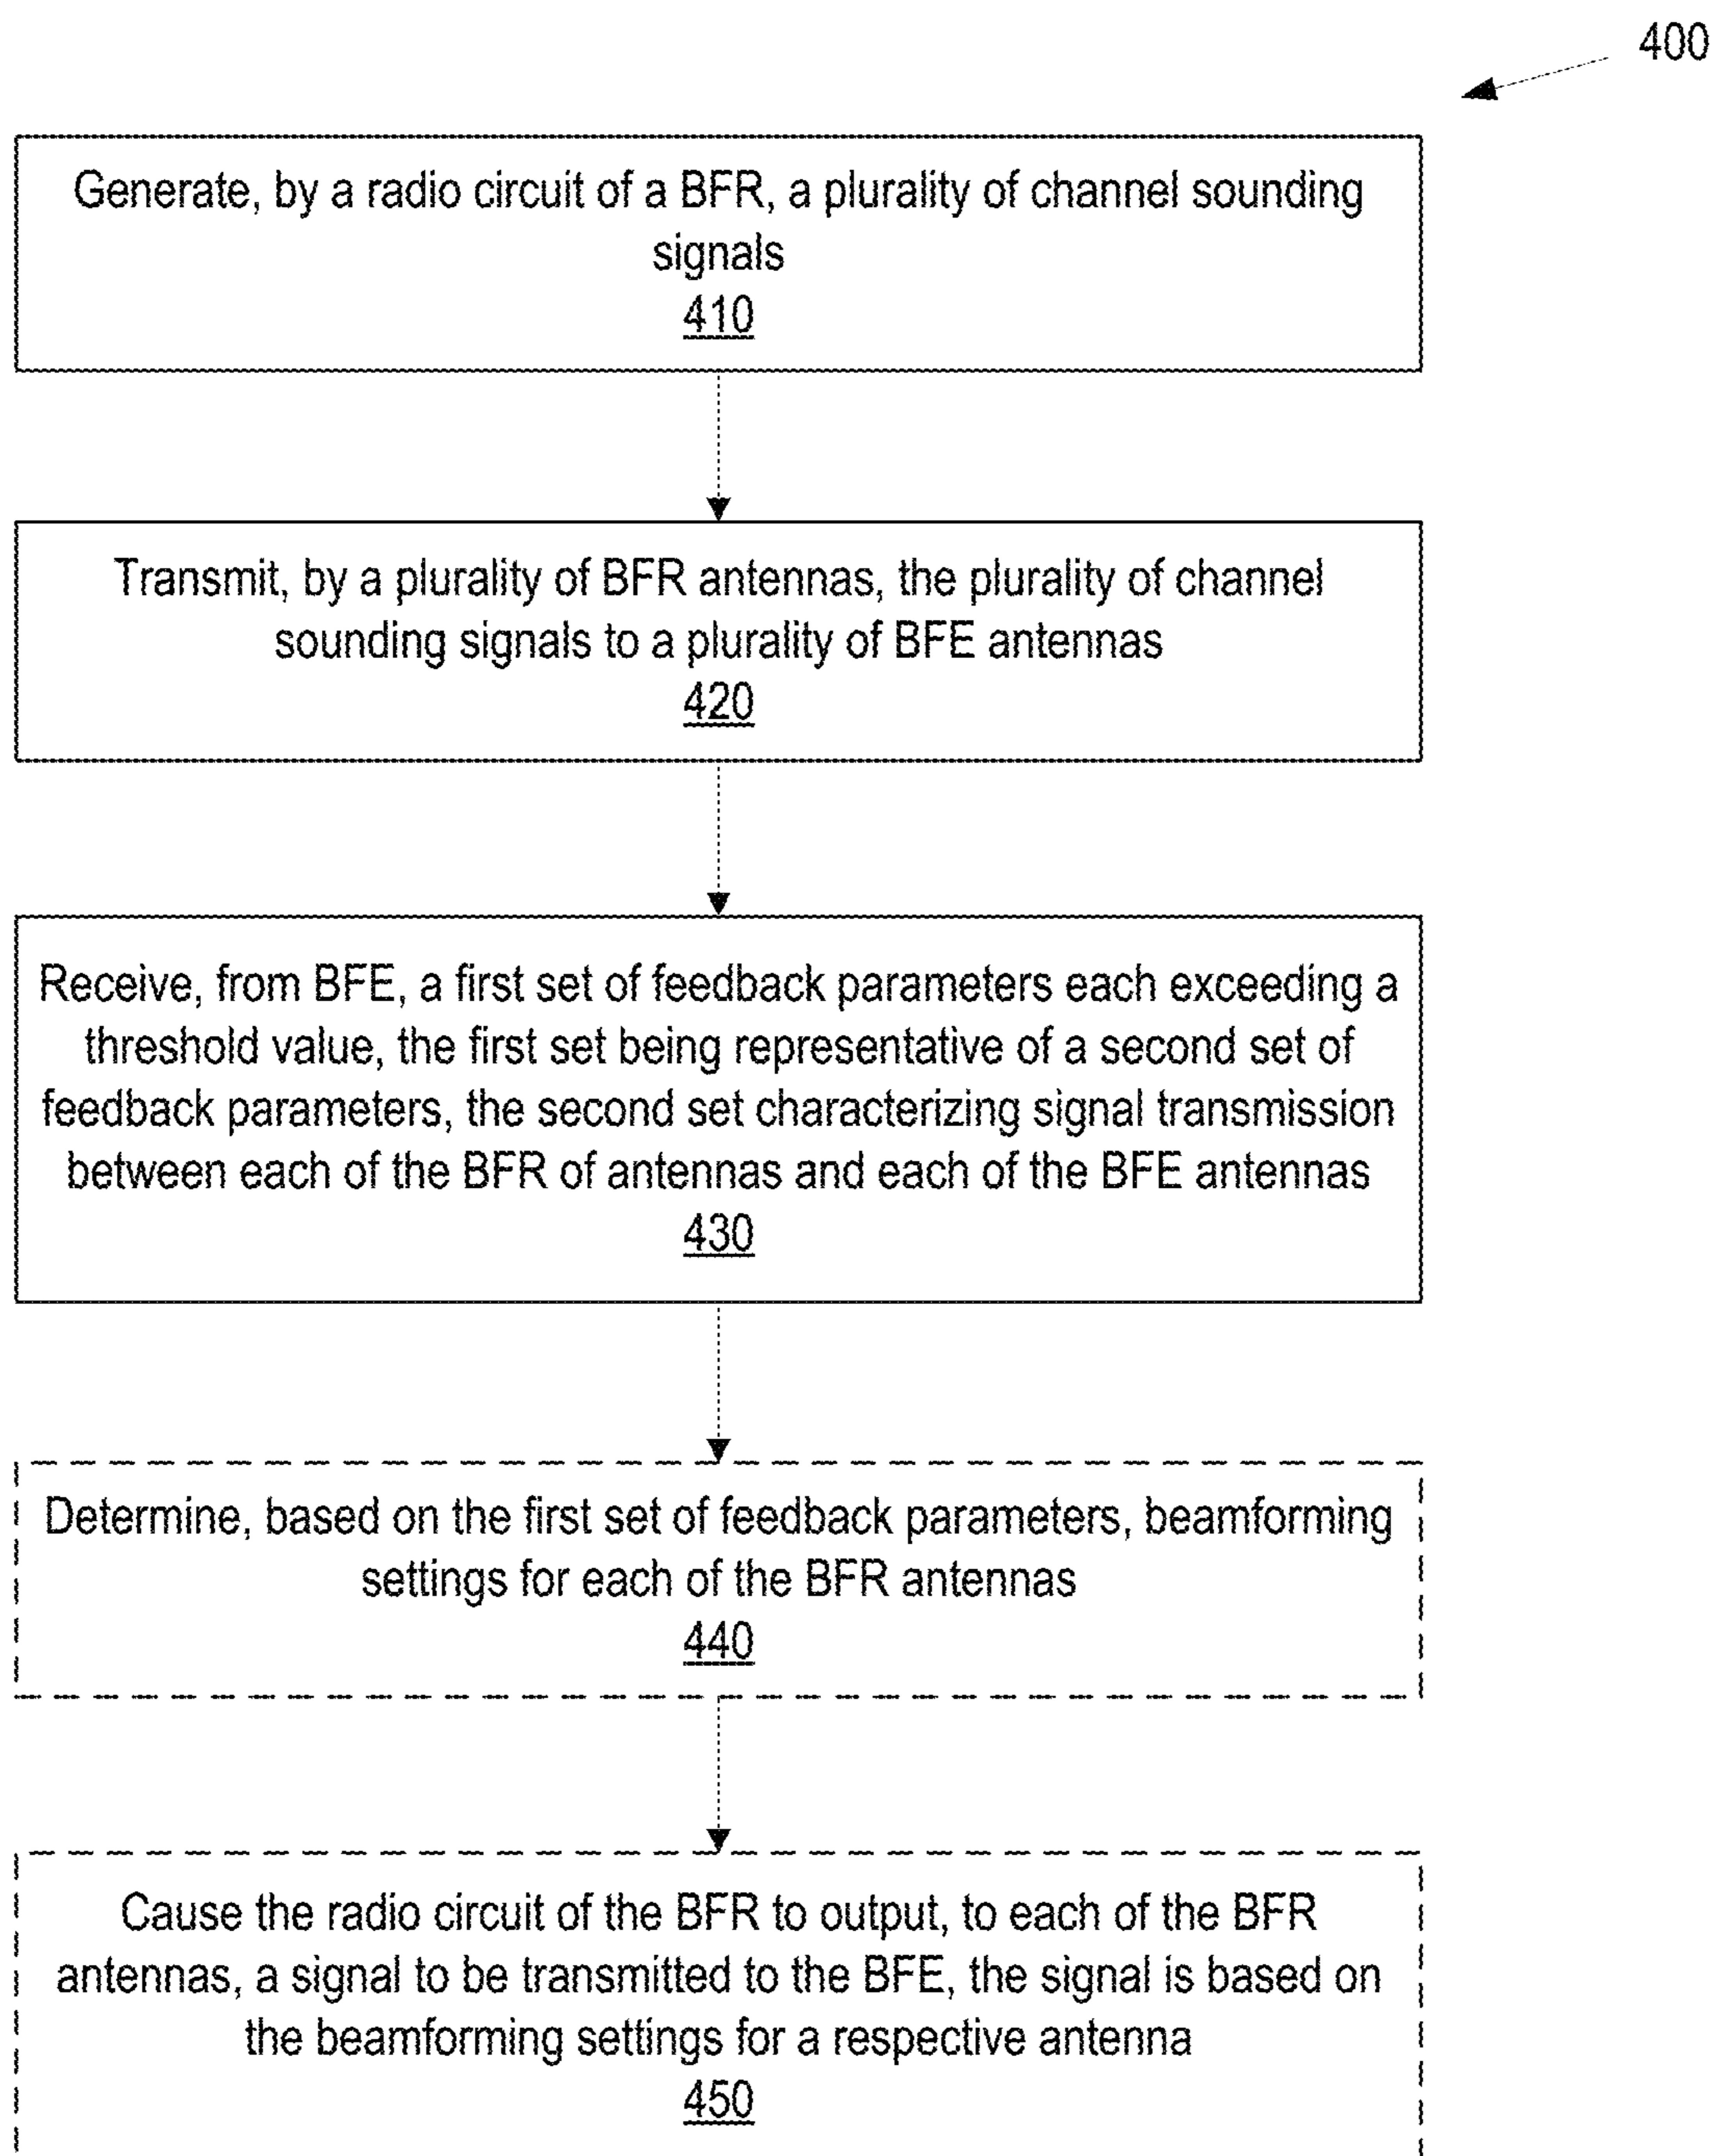 400
Generate, by a radio circuit of a BFR, a plurality of channel sounding
signals
410
Transmit, by a plurality of BFR antennas, the plurality of channel
sounding signals to a plurality of BFE antennas
420
Receive, from BFE, a first set of feedback parameters each exceeding a
threshold value, the first set being representative of a second set of
feedback parameters, the second set characterizing signal transmission
between each of the BFR of antennas and each of the BFE antennas
430
Determine, based on the first set of feedback parameters, beamforming
settings for each of the BFR antennas
440
Cause the radio circuit of the BFR to output, to each of the BFR
antennas, a signal to be transmitted to the BFE, the signal is based on
the beamforming settings for a respective antenna
450